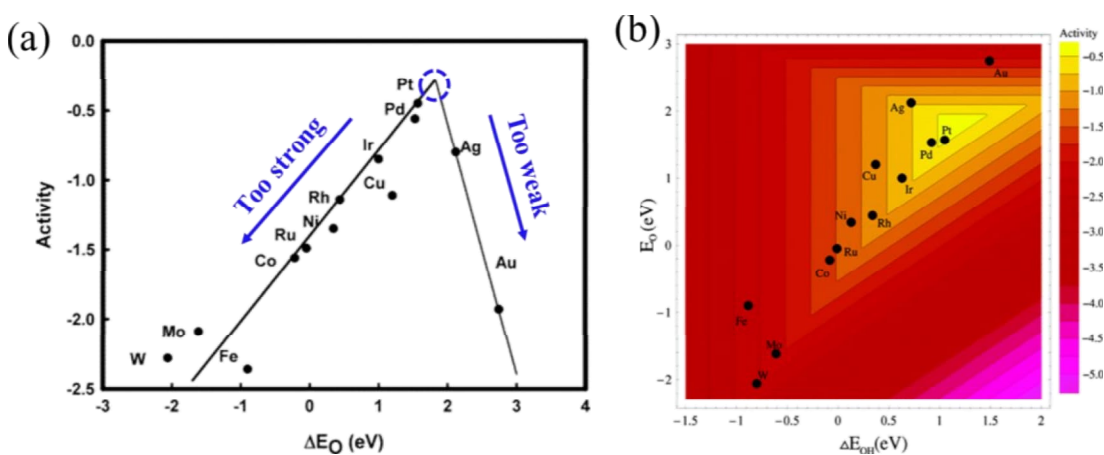 (a)
Activity
0.0
-0.5
-1.0
-1.5
-2.0
-2.5
-3
-2
-1
0
1
2
3
4
ΔEO (eV)
Too strong
Too weak
Pt
Pd
Ir
Cu
Rh
Ni
Ru
Co
Mo
W
Fe
Ag
Au
(b)
EO (eV)
3
2
1
0
−1
−2
−1.5
−1.0
−0.5
0.0
0.5
1.0
1.5
2
△EOH(eV)
Au
Ag
Pt
Pd
Cu
Ir
Ni
Rh
Ru
Co
Fe
Mo
W
Activity
−0.5
−1.0
−1.5
−2.0
−2.5
−3.0
−3.5
−4.0
−4.5
−5.0